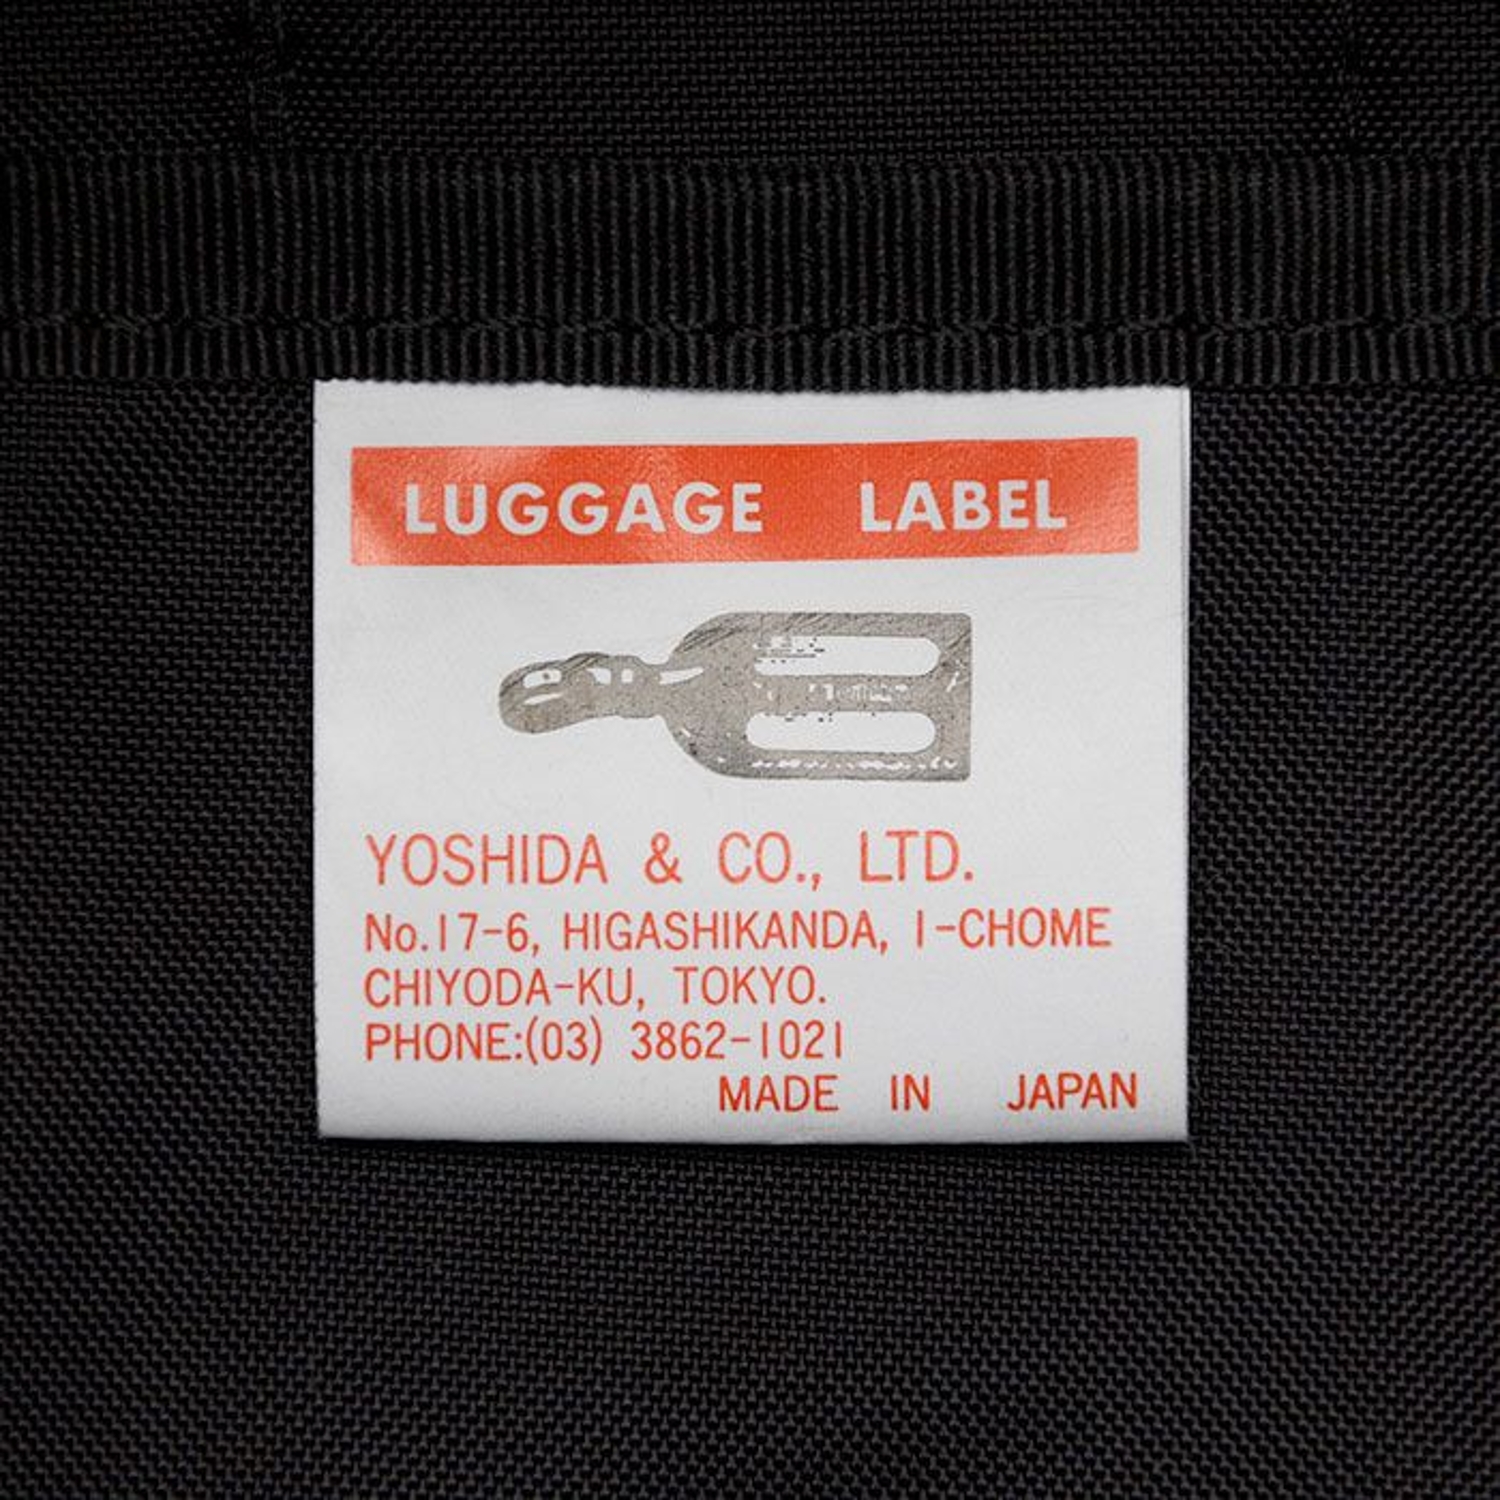 LUGGAGE LABEL
YOSHIDA & CO., LTD.
No.17-6, HIGASHIKANDA, 1-CHOME
CHIYODA-KU, TOKYO.
PHONE:(03) 3862-1021
MADE IN JAPAN